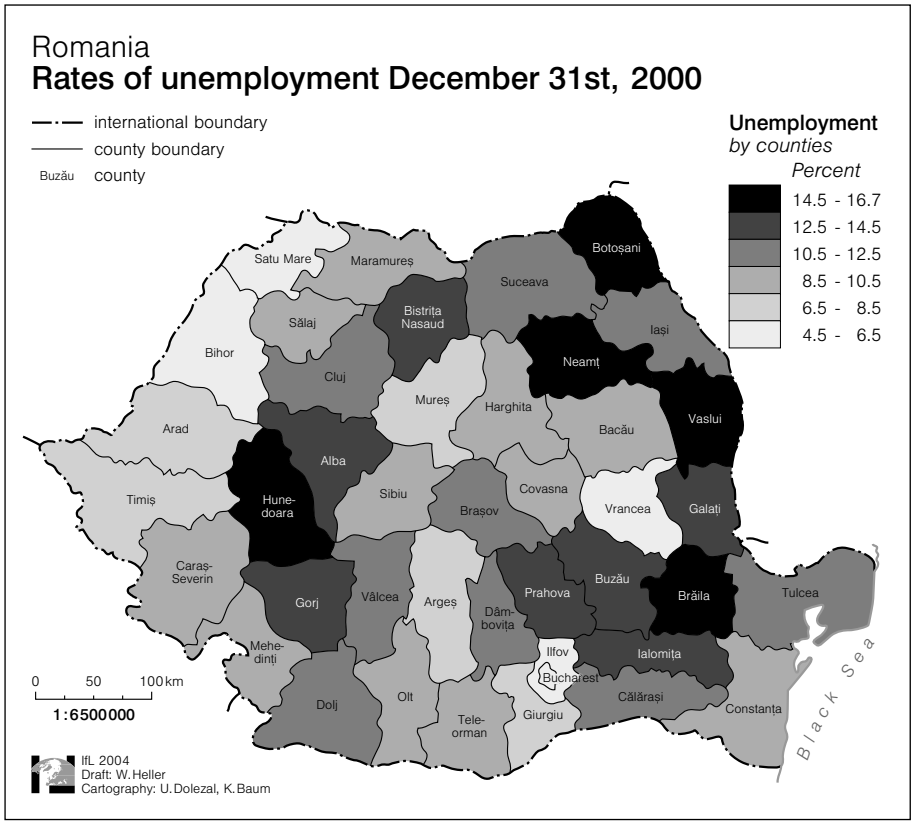 Romania
Rates of unemployment December 31st, 2000
international boundary
county boundary
Buzău county
Unemployment
by counties
Percent
14.5 - 16.7
12.5 - 14.5
10.5 - 12.5
8.5 - 10.5
6.5 - 8.5
4.5 - 6.5
Botoșani
Satu Mare
Maramureș
Suceava
Bistrița
Nasaud
Sălaj
Iași
Bihor
Neamț
Cluj
Mureș
Harghita
Vaslui
Arad
Bacău
Alba
Timiș
Hune-
doara
Sibiu
Covasna
Brașov
Vrancea
Galați
Caraș-
Severin
Gorj
Vâlcea
Argeș
Dâm-
bovița
Prahova
Buzău
Brăila
Tulcea
Mehe-
dinți
Ilfov
Ialomița
Bucharest
Călărași
Dolj
Olt
Tele-
orman
Giurgiu
Constanța
Black Sea
0 50 100 km
1:6500000
IfL 2004
Draft: W. Heller
Cartography: U. Dolezal, K. Baum